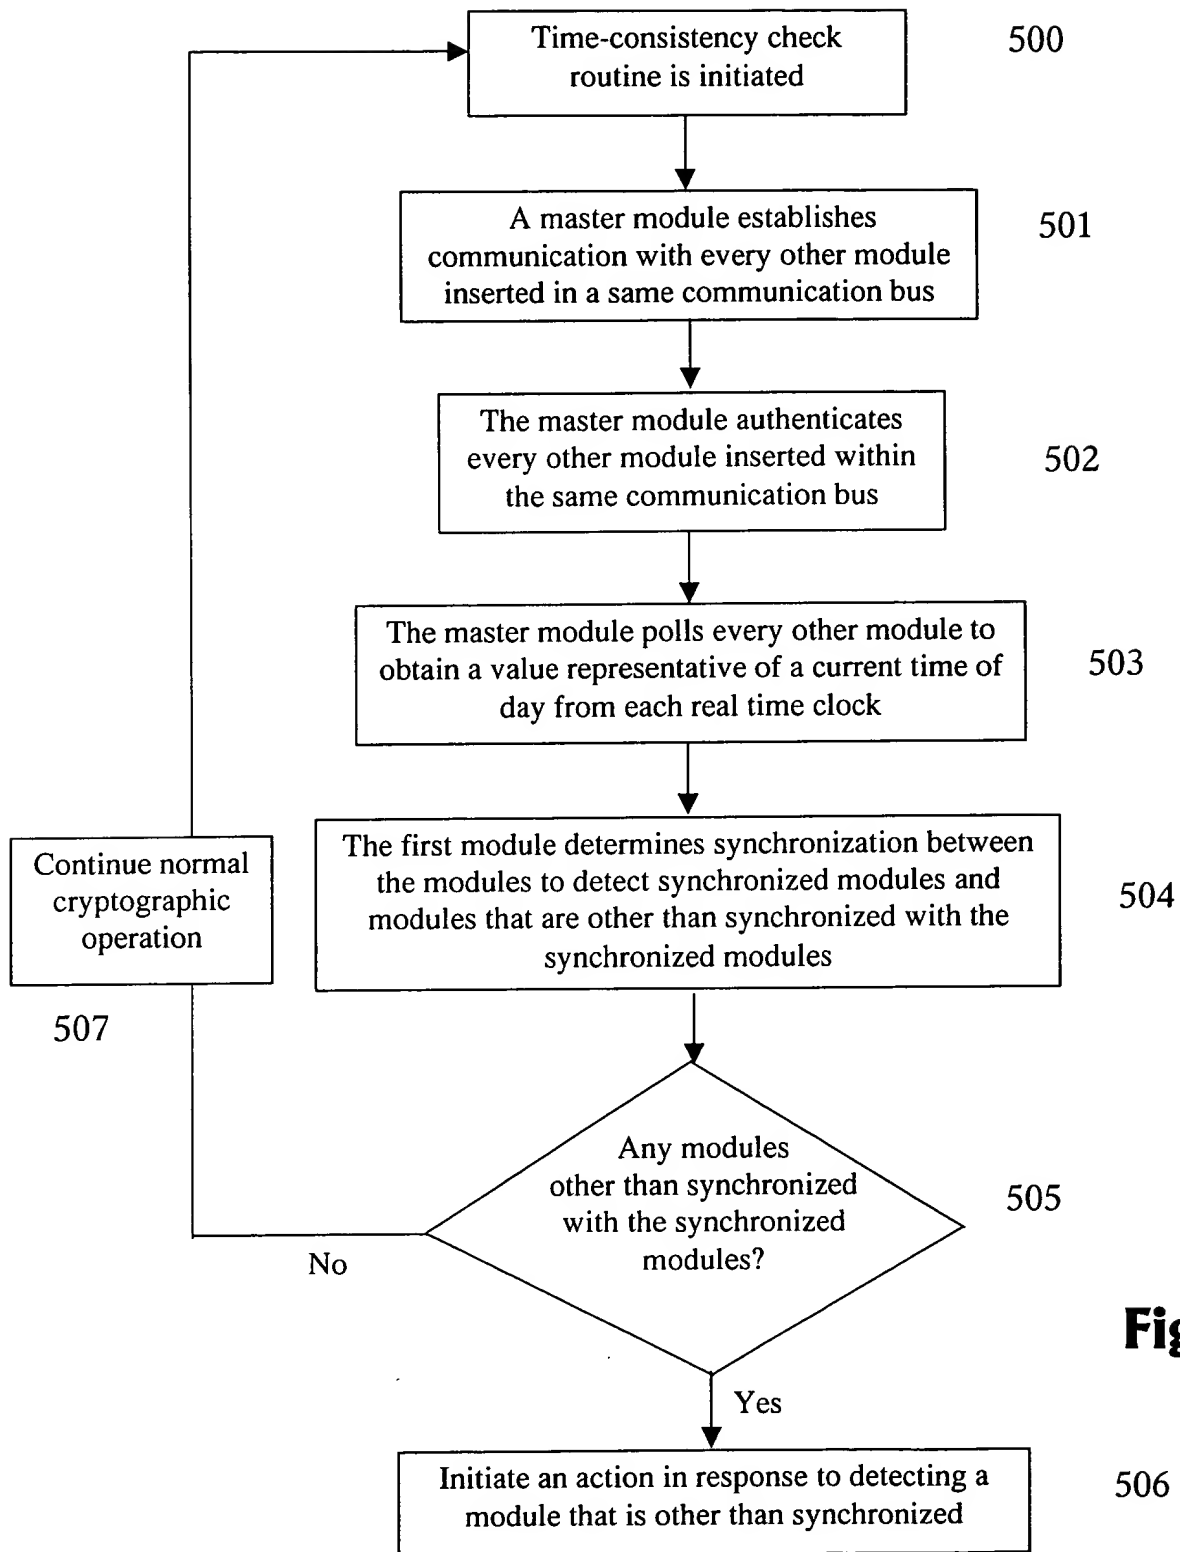 Time-consistency check
routine is initiated
500
A master module establishes
communication with every other module
inserted in a same communication bus
501
The master module authenticates
every other module inserted within
the same communication bus
502
The master module polls every other module to
obtain a value representative of a current time of
day from each real time clock
503
The first module determines synchronization between
the modules to detect synchronized modules and
modules that are other than synchronized with the
synchronized modules
504
Continue normal
cryptographic
operation
507
Any modules
other than synchronized
with the synchronized
modules?
505
No
Yes
Fig
Initiate an action in response to detecting a
module that is other than synchronized
506